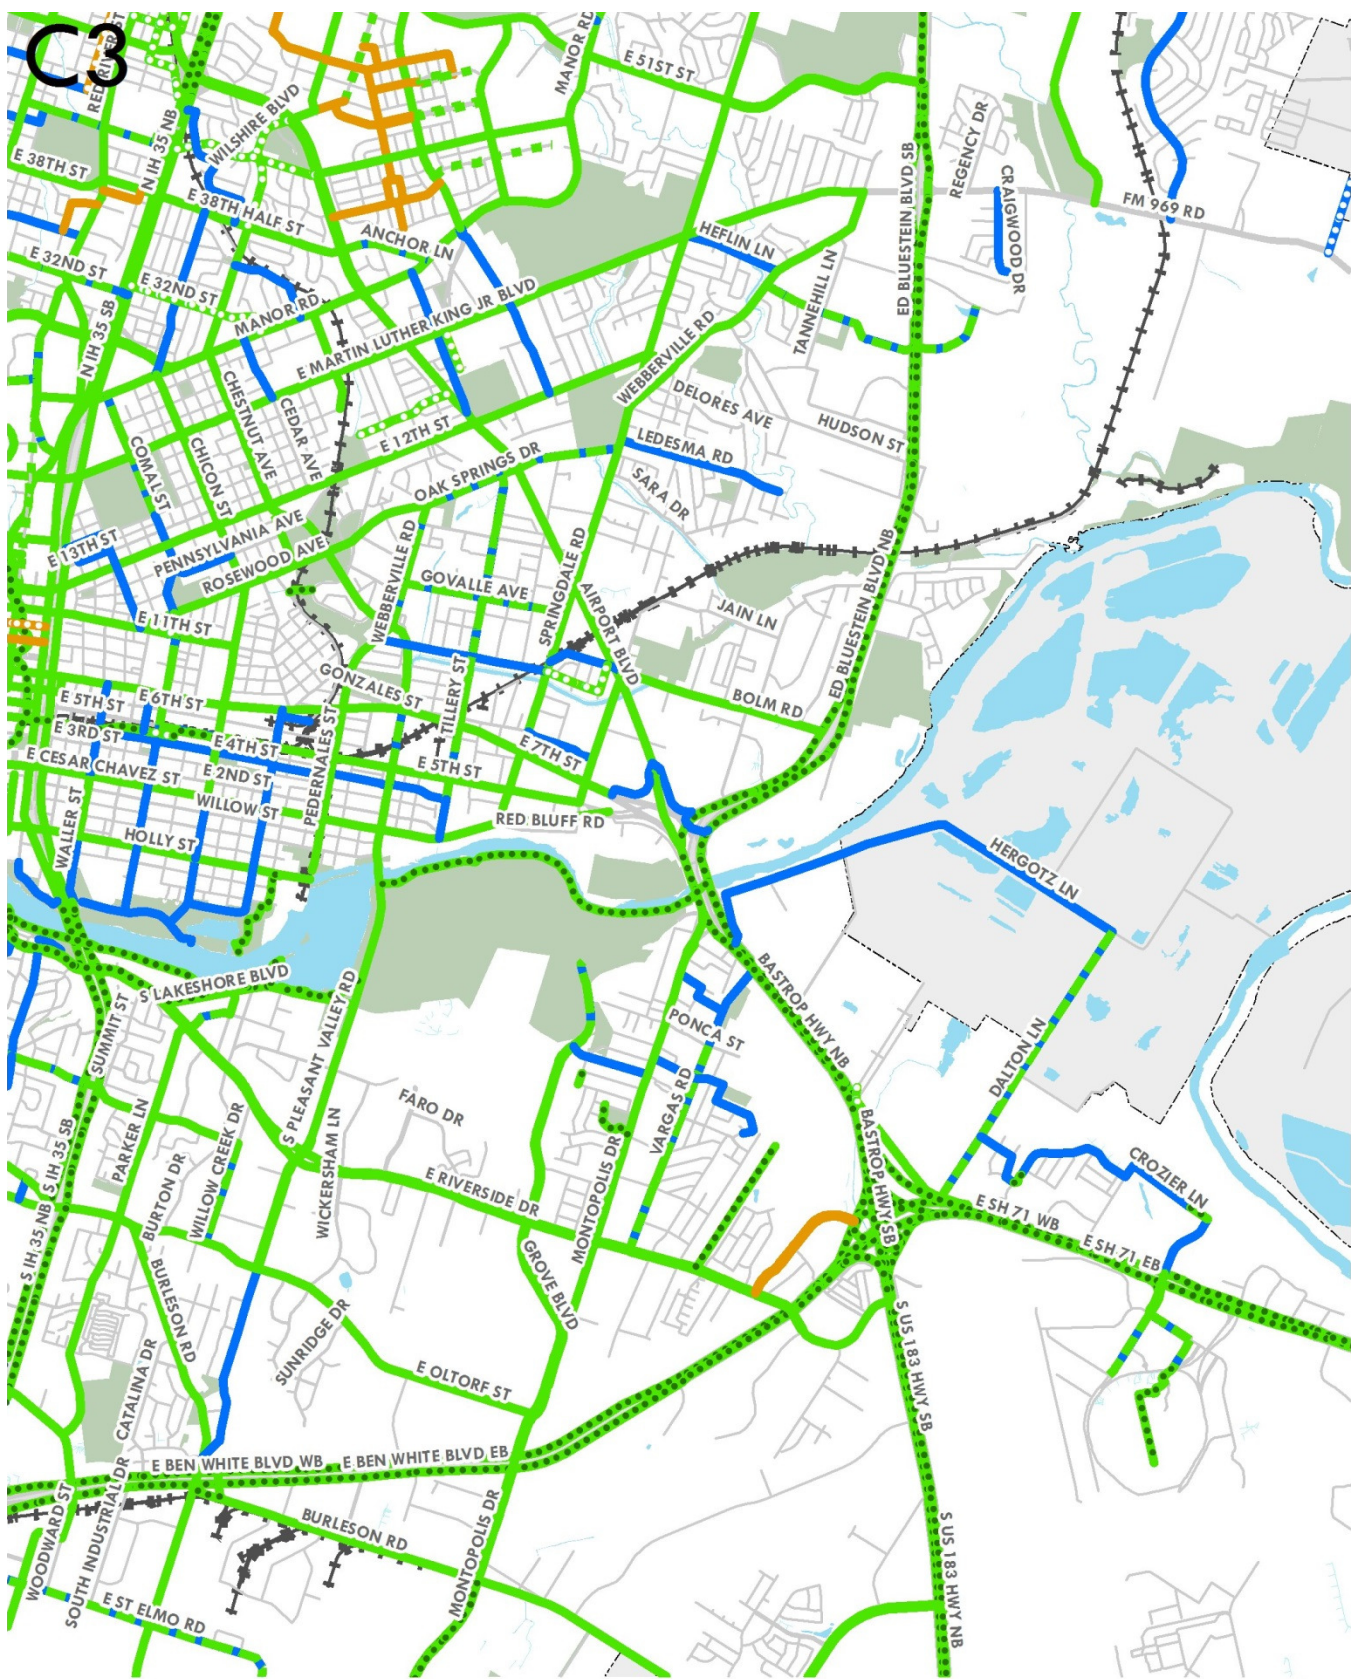 C3
RED RIVER ST
MANOR RD
E 51ST ST
WILSHIRE BLVD
N IH 35 NB
E 38TH ST
E 38TH HALF ST
REGENCY DR
ED BLUESTEIN BLVD SB
CRAIGWOOD DR
FM 969 RD
ANCHOR LN
HEFLIN LN
E 32ND ST
E 32ND ST
TANNEHILL LN
MANOR RD
N IH 35 SB
E MARTIN LUTHER KING JR BLVD
WEBBERVILLE RD
CHESTNUT AVE
CEDAR AVE
DELORES AVE
HUDSON ST
COMAL ST
CHICON ST
E 12TH ST
LEDESMA RD
OAK SPRINGS DR
SARA DR
E 13TH ST
PENNSYLVANIA AVE
ROSEWOOD AVE
WEBBERVILLE RD
GOVALLE AVE
SPRINGDALE RD
AIRPORT BLVD
JAIN LN
ED BLUESTEIN BLVD NB
E 11TH ST
GONZALES ST
TILLERY ST
BOLM RD
E 5TH ST
E 6TH ST
E 3RD ST
E 4TH ST
E 7TH ST
E CESAR CHAVEZ ST
E 2ND ST
PEDERNALES ST
E 5TH ST
WILLOW ST
RED BLUFF RD
WALLER ST
HOLLY ST
HERGOTZ LN
S LAKESHORE BLVD
S PLEASANT VALLEY RD
BASTROP HWY NB
PONCA ST
SUMMIT ST
DALTON LN
VARGAS RD
FARO DR
PARKER LN
WILLOW CREEK DR
WICKERSHAM LN
BASTROP HWY SB
CROZIER LN
S IH 35 SB
BURTON DR
E RIVERSIDE DR
MONTOPOLIS DR
E SH 71 WB
E SH 71 EB
S IH 35 NB
BURLESON RD
GROVE BLVD
SUNRIDGE DR
S US 183 HWY SB
CATALINA DR
E OLTORF ST
E BEN WHITE BLVD WB
E BEN WHITE BLVD EB
WOODWARD ST
SOUTH INDUSTRIAL DR
BURLESON RD
MONTOPOLIS DR
S US 183 HWY NB
E ST ELMO RD